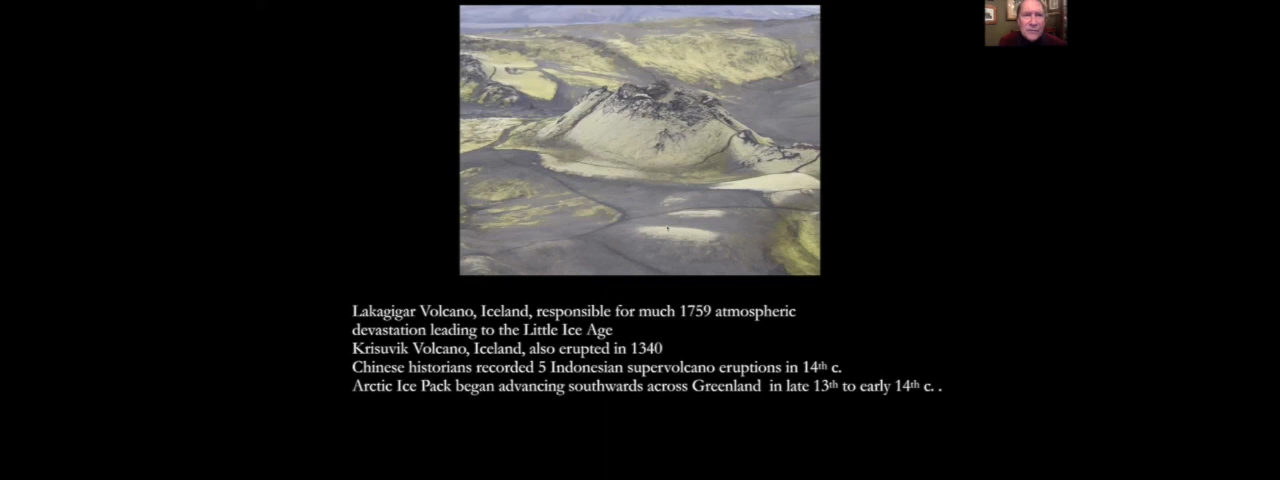 Lakagigar Volcano, Iceland, responsible for much 1759 atmospheric
devastation leading to the Little Ice Age
Krisuvik Volcano, Iceland, also erupted in 1340
Chinese historians recorded 5 Indonesian supervolcano eruptions in 14th c.
Arctic Ice Pack began advancing southwards across Greenland  in late 13th to early 14th c. .